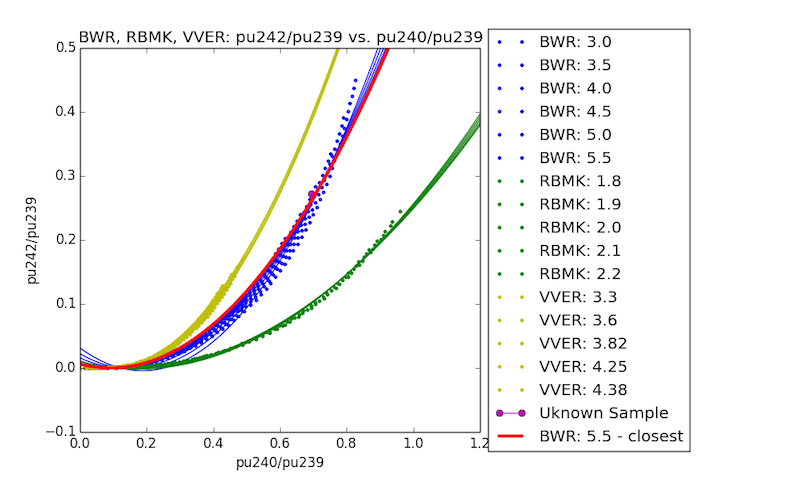 BWR, RBMK, VVER: pu242/pu239 vs. pu240/pu239
0.5
0.4
0.3
0.2
0.1
0.0
−0.1
pu242/pu239
0.0 0.2 0.4 0.6 0.8 1.0 1.2
pu240/pu239
BWR: 3.0
BWR: 3.5
BWR: 4.0
BWR: 4.5
BWR: 5.0
BWR: 5.5
RBMK: 1.8
RBMK: 1.9
RBMK: 2.0
RBMK: 2.1
RBMK: 2.2
VVER: 3.3
VVER: 3.6
VVER: 3.82
VVER: 4.25
VVER: 4.38
Uknown Sample
BWR: 5.5 - closest